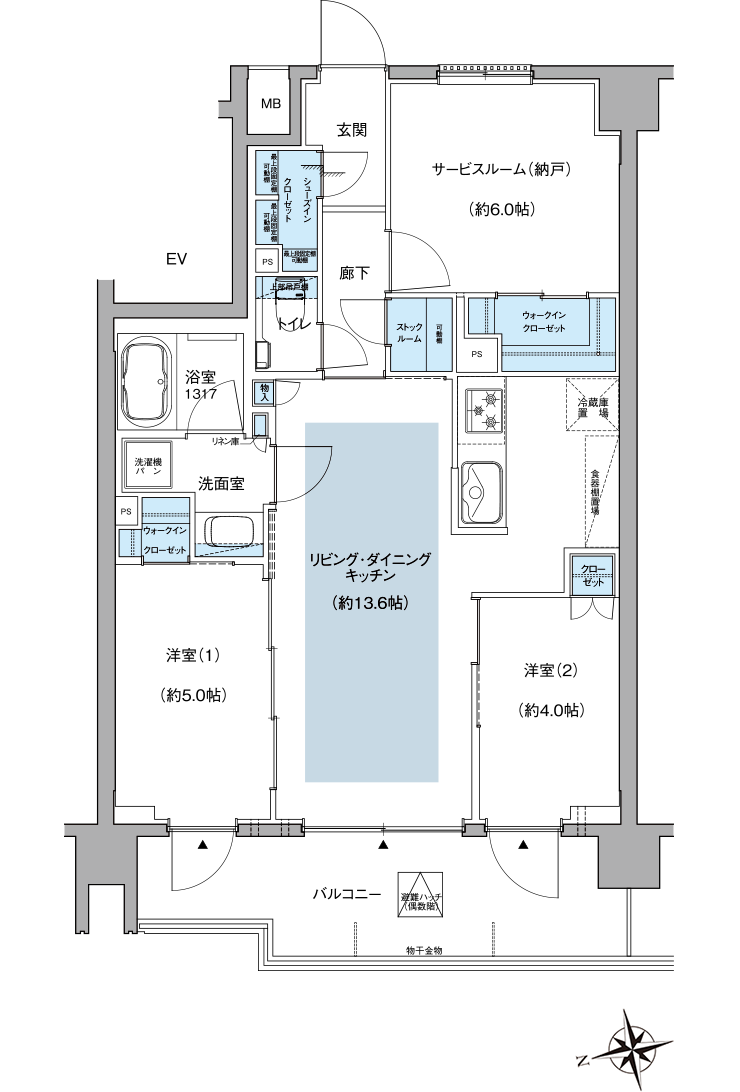 MB
玄関
サービスルーム（納戸）
（約6.0帖）
最上段固定棚
可動棚
シューズイン
クローゼット
最上段固定棚
可動棚
最上段固定棚
可動棚
PS
EV
廊下
上部吊戸棚
トイレ
ストック
ルーム
可動棚
ウォークイン
クローゼット
PS
浴室
1317
物入
冷蔵庫
置場
リネン庫
洗濯機
パン
洗面室
食器棚置場
PS
ウォークイン
クローゼット
リビング・ダイニング
キッチン
（約13.6帖）
クロー
ゼット
洋室（1）
（約5.0帖）
洋室（2）
（約4.0帖）
バルコニー
避難ハッチ
（偶数階）
物干金物
N